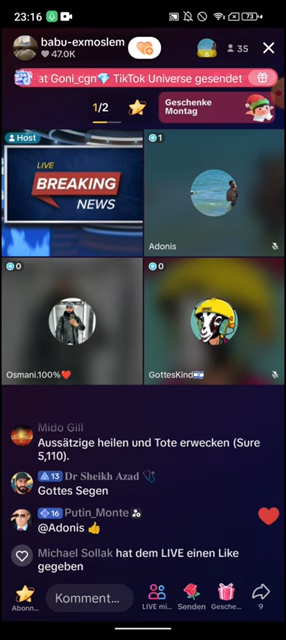 23:16
73
babu-exmoslem
47.0K
35
at Goni_cgn💎 TikTok Universe gesendet
1/2
Geschenke
Montag
Host
LIVE
BREAKING
NEWS
1
Adonis
0
Osmani.100%❤️
0
GottesKind🇮🇱
Mido Gill
Aussätzige heilen und Tote erwecken (Sure
5,110).
13 Dr Sheikh Azad 🩺
Gottes Segen
16 Putin_Monte
@Adonis 👍
Michael Sollak hat dem LIVE einen Like
gegeben
Abonn...
Komment...
LIVE mi...
Senden
Gesche...
9